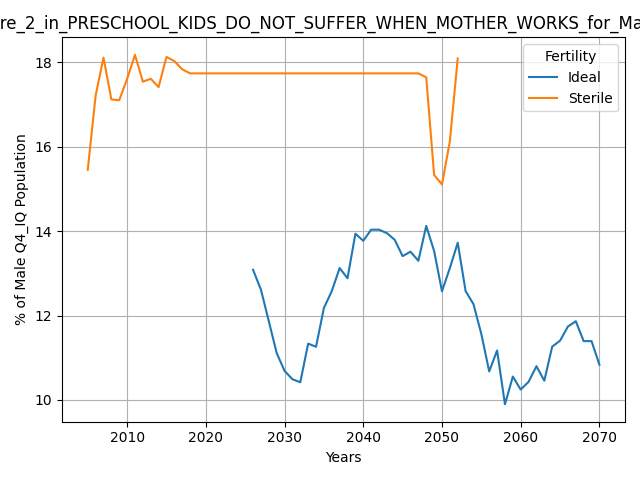 re_2_in_PRESCHOOL_KIDS_DO_NOT_SUFFER_WHEN_MOTHER_WORKS_for_Ma
Fertility
Ideal
Sterile
% of Male Q4_IQ Population
18
16
14
12
10
2010 2020 2030 2040 2050 2060 2070
Years